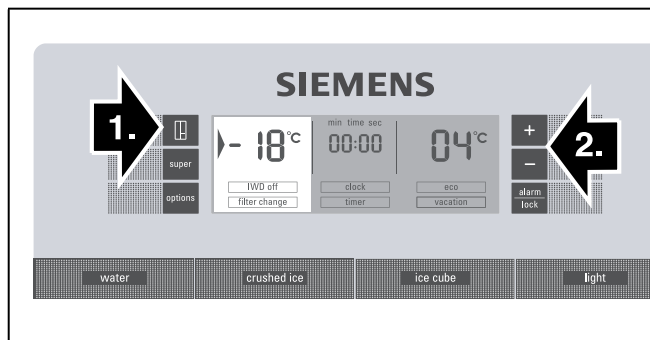 SIEMENS
1.
super
options
- 18°C
IWD off
filter change
min time sec
00:00
clock
timer
04°C
eco
vacation
+
-
alarm
lock
2.
water
crushed ice
ice cube
light